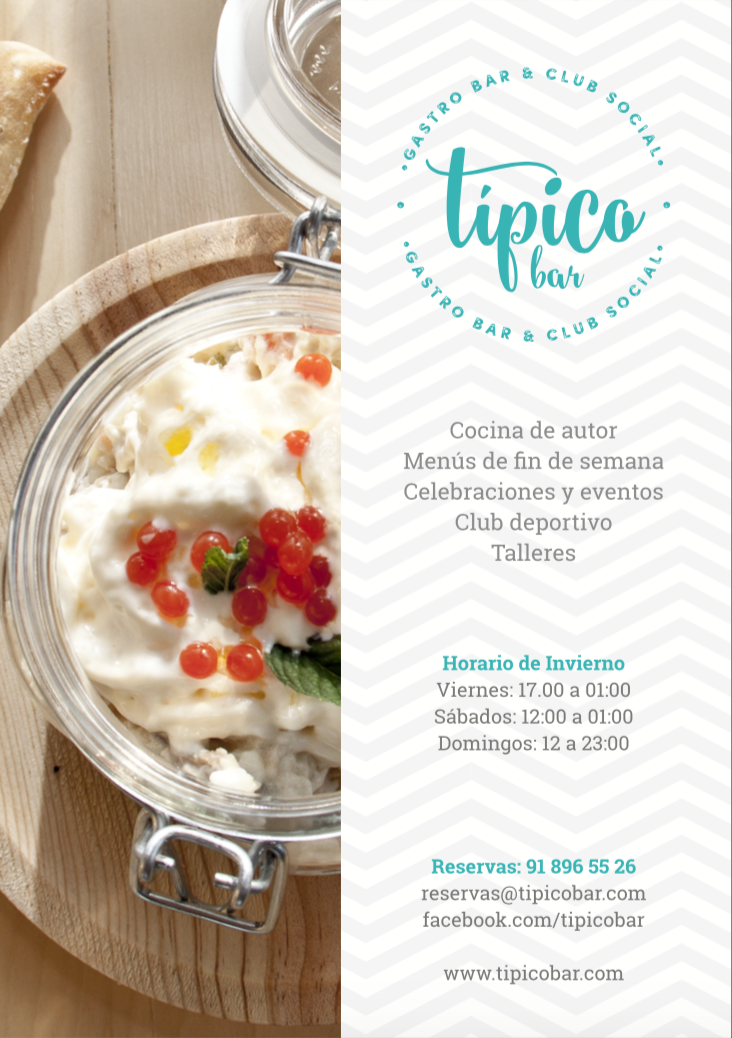 •GASTRO BAR & CLUB SOCIAL•
típico
bar
•GASTRO BAR & CLUB SOCIAL•
Cocina de autor
Menús de fin de semana
Celebraciones y eventos
Club deportivo
Talleres
Horario de Invierno
Viernes: 17.00 a 01:00
Sábados: 12:00 a 01:00
Domingos: 12 a 23:00
Reservas: 91 896 55 26
reservas@tipicobar.com
facebook.com/tipicobar
www.tipicobar.com